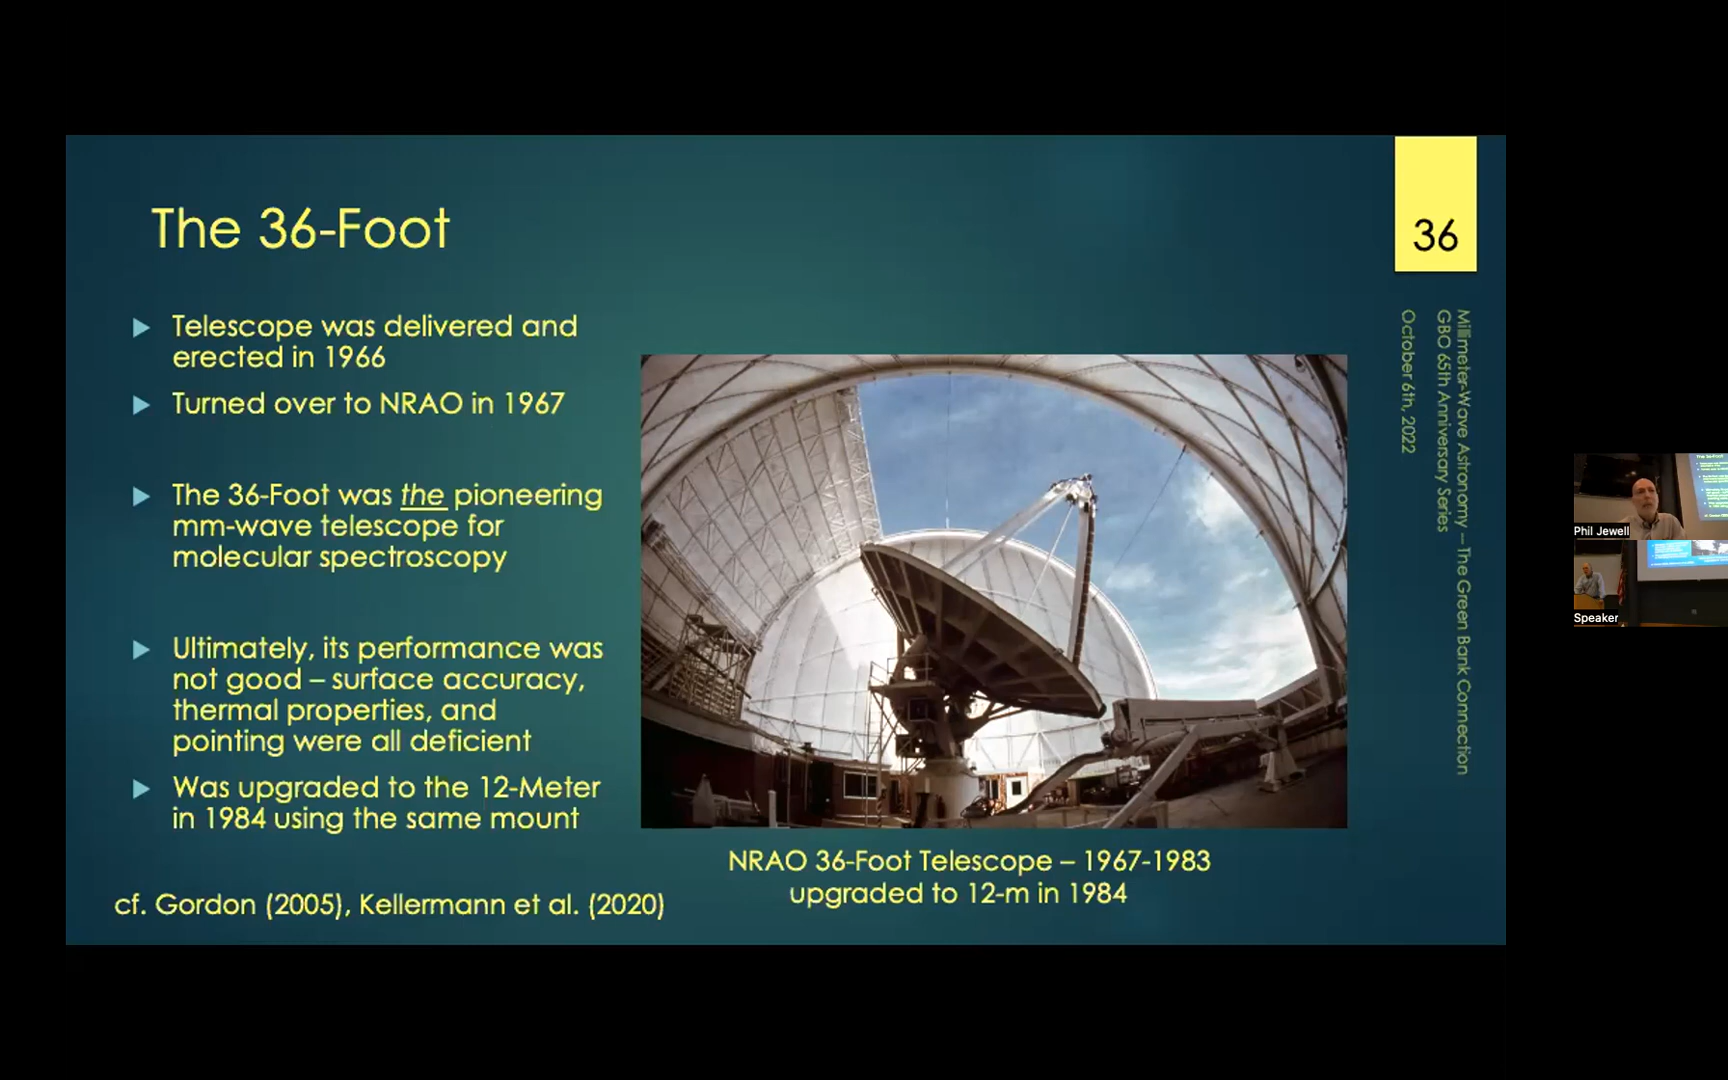 The 36-Foot
36
Telescope was delivered and
erected in 1966
Turned over to NRAO in 1967
The 36-Foot was the pioneering
mm-wave telescope for
molecular spectroscopy
Ultimately, its performance was
not good – surface accuracy,
thermal properties, and
pointing were all deficient
Was upgraded to the 12-Meter
in 1984 using the same mount
cf. Gordon (2005), Kellermann et al. (2020)
NRAO 36-Foot Telescope – 1967-1983
upgraded to 12-m in 1984
Millimeter-Wave Astronomy – The Green Bank Connection
GBO 65th Anniversary Series
October 6th, 2022
Phil Jewell
Speaker